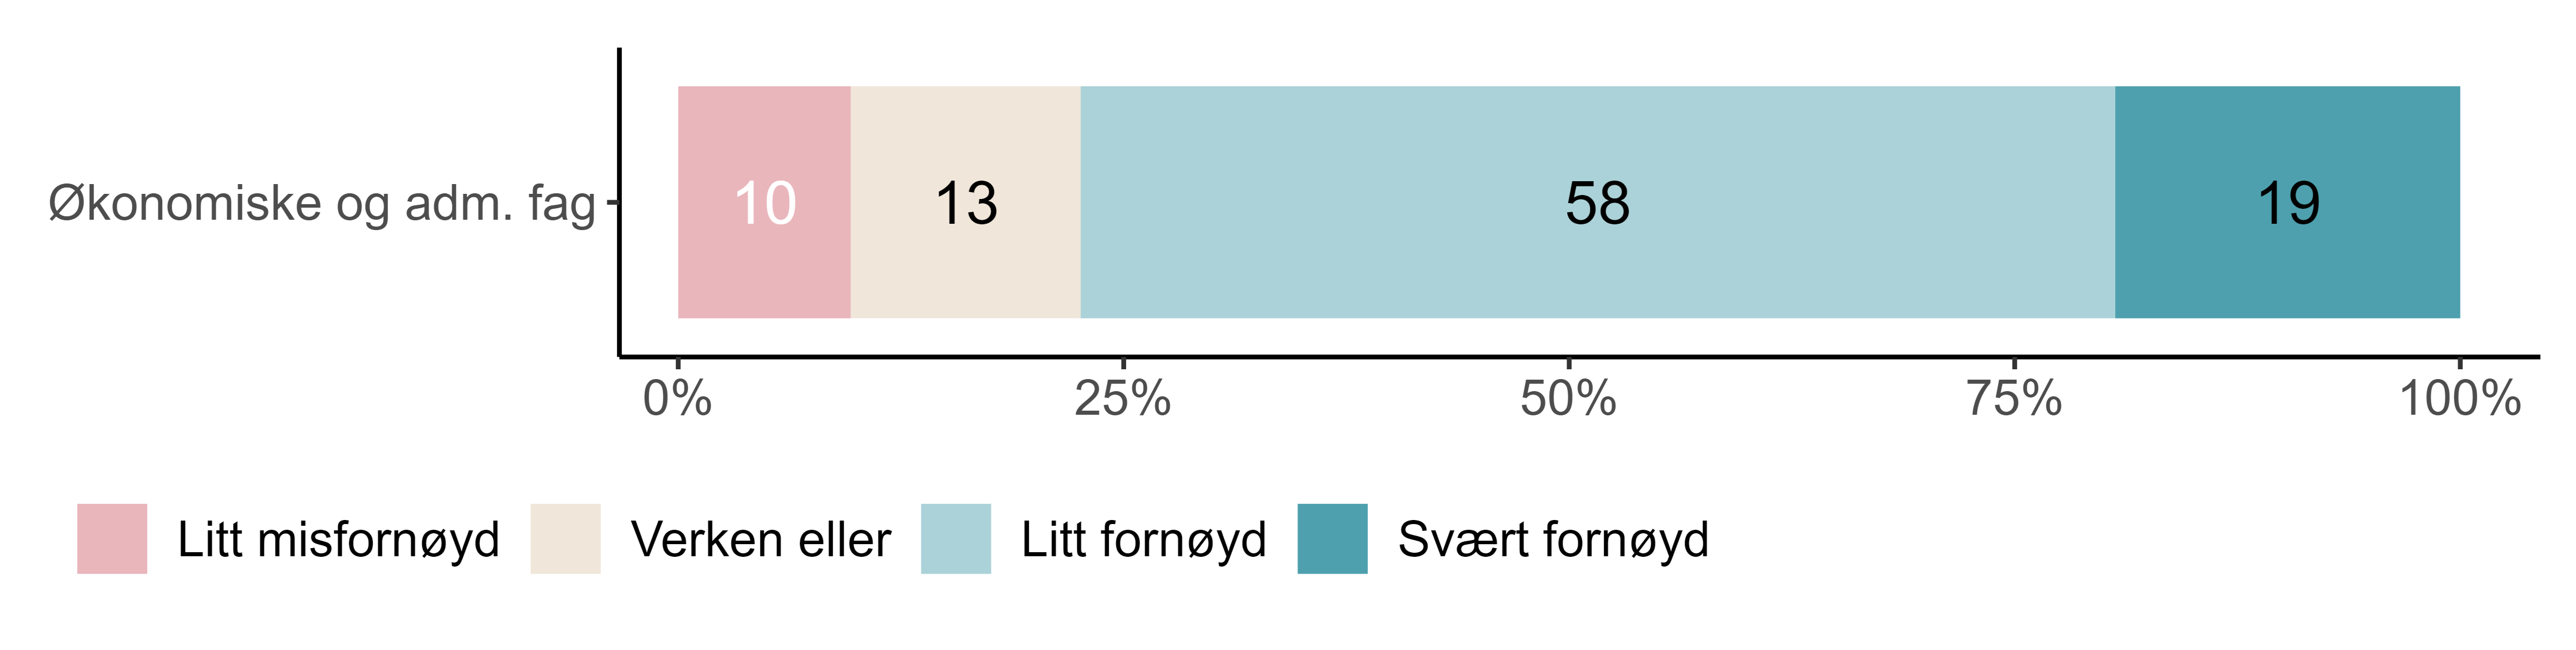 Økonomiske og adm. fag
10 13 58 19
0% 25% 50% 75% 100%
Litt misfornøyd Verken eller Litt fornøyd Svært fornøyd